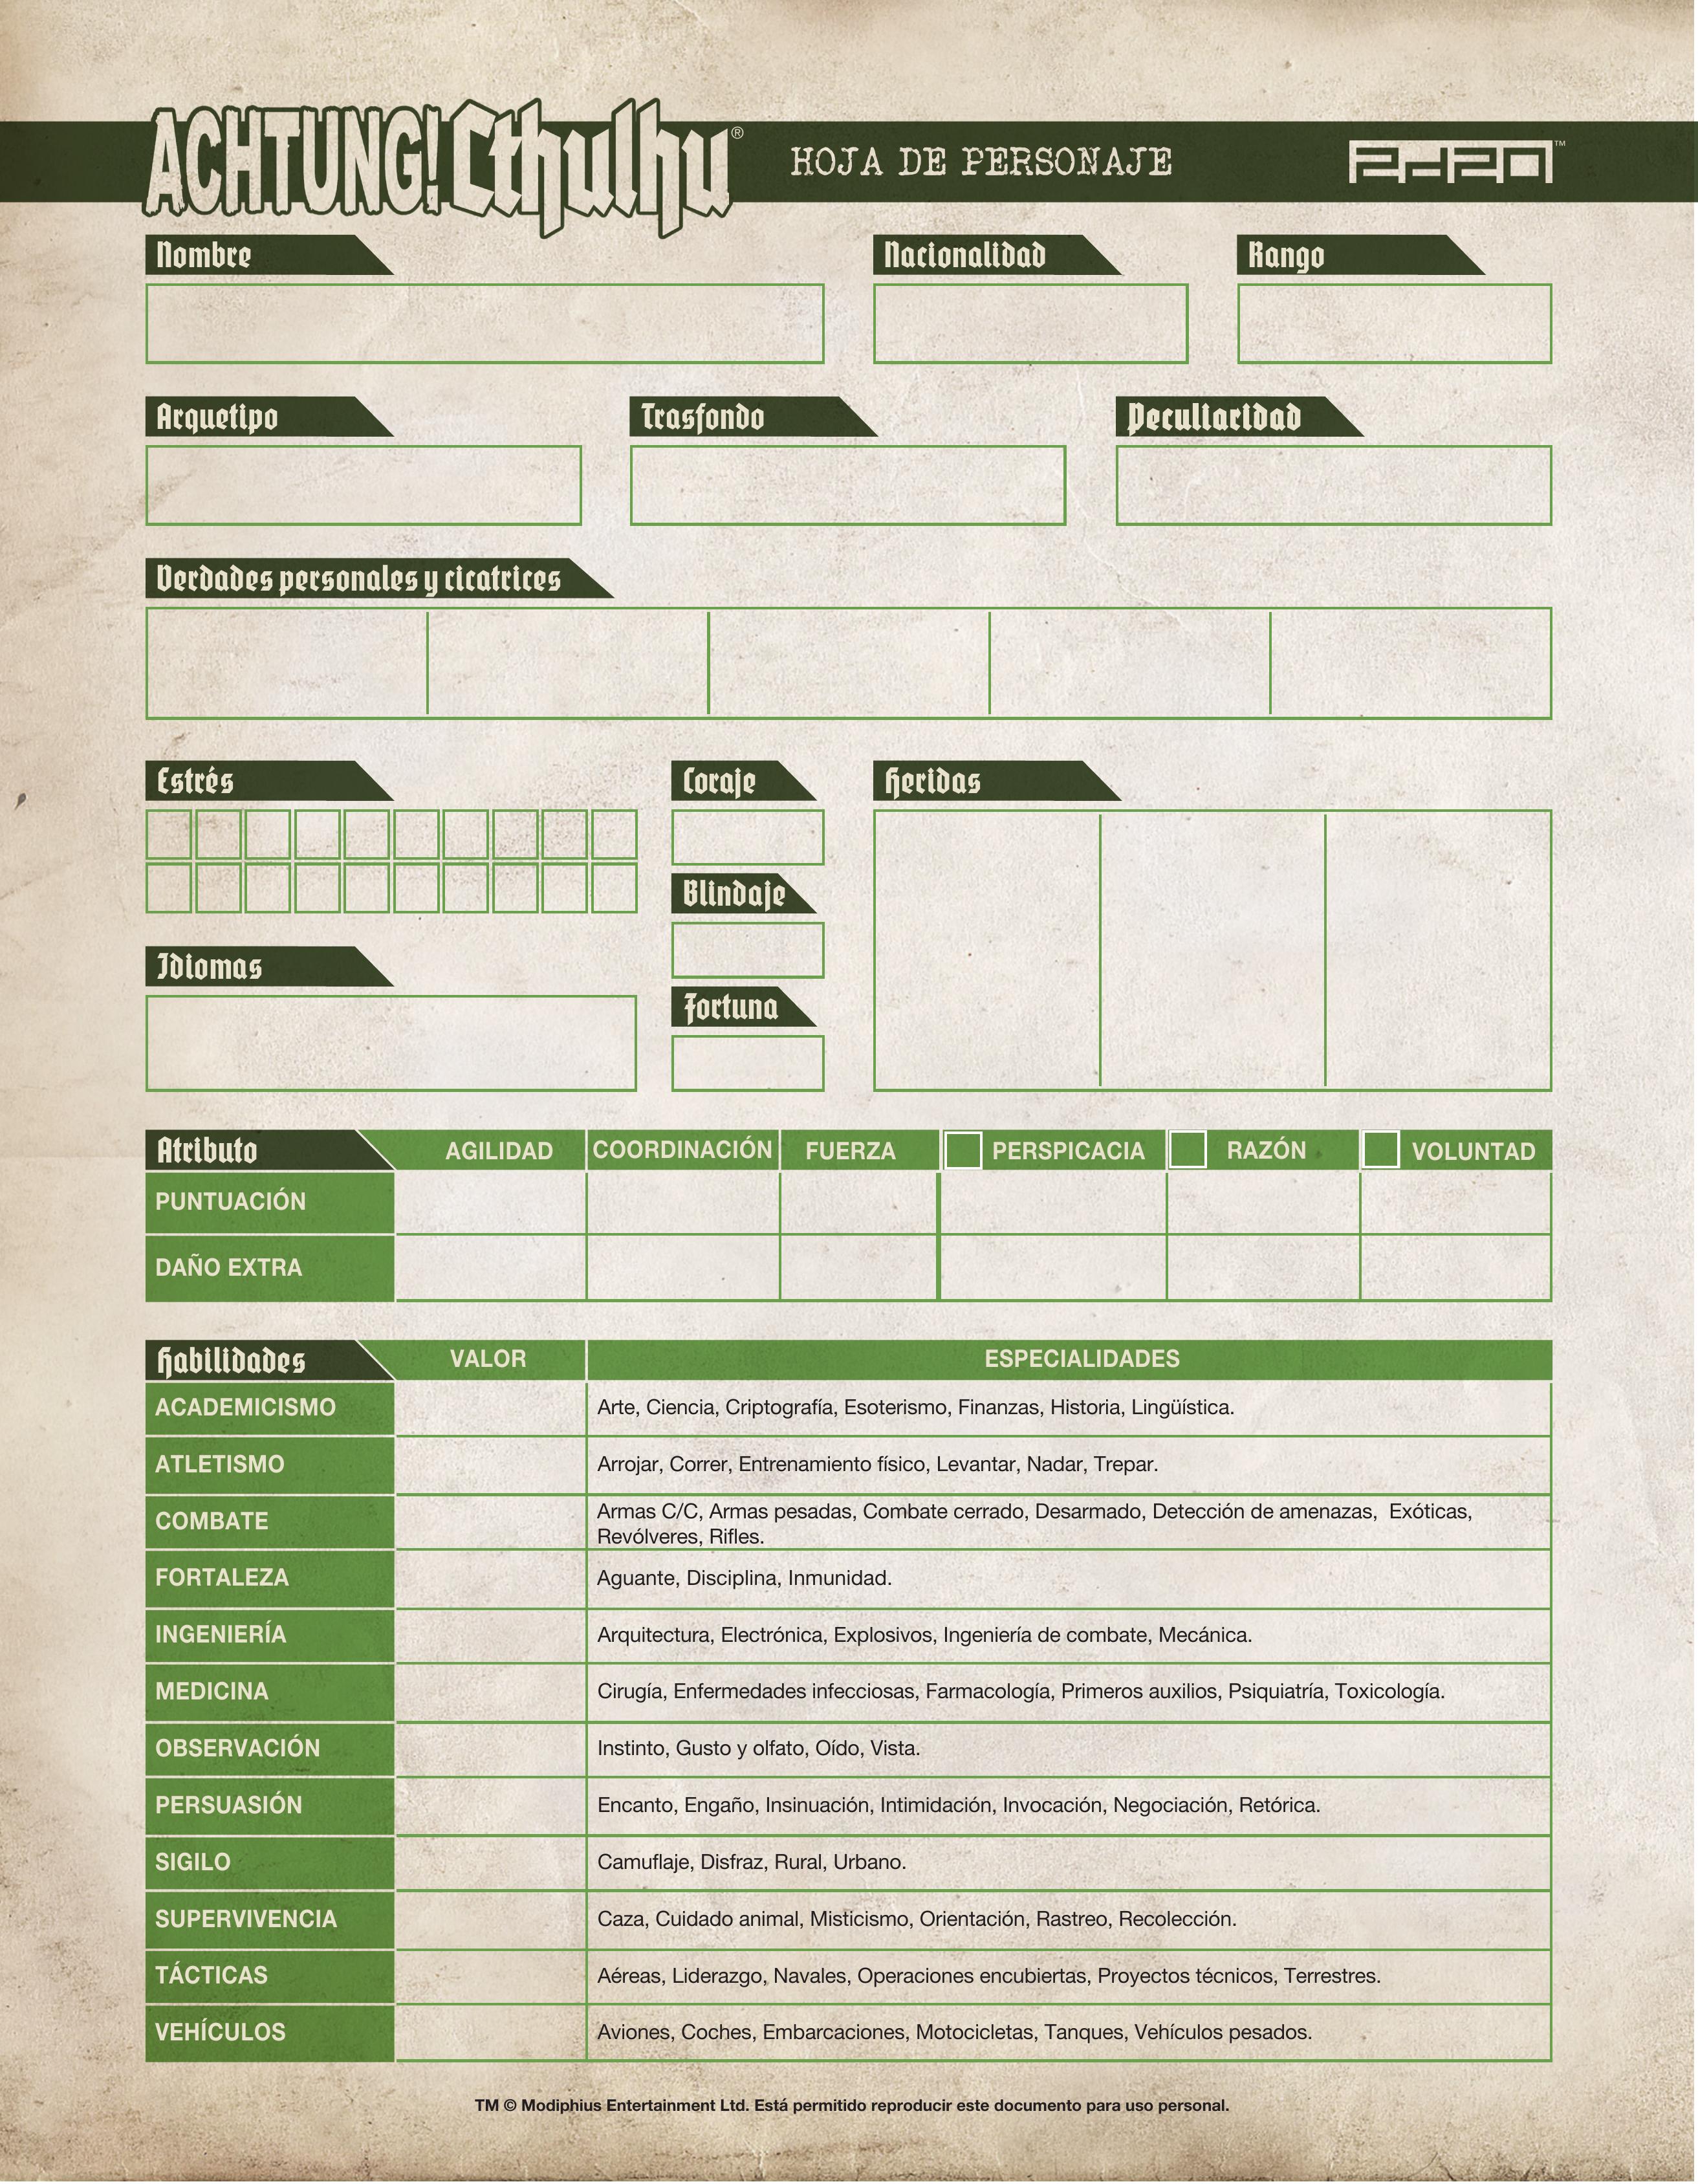 ACHTUNG! Cthulhu® HOJA DE PERSONAJE 2d20™
Nombre Nacionalidad Rango
Arquetipo Trasfondo Peculiaridad
Verdades personales y cicatrices
Estrés Coraje Heridas
Blindaje
Idiomas
Fortuna
Atributo AGILIDAD COORDINACIÓN FUERZA PERSPICACIA RAZÓN VOLUNTAD
PUNTUACIÓN
DAÑO EXTRA
Habilidades VALOR ESPECIALIDADES
ACADEMICISMO Arte, Ciencia, Criptografía, Esoterismo, Finanzas, Historia, Lingüística.
ATLETISMO Arrojar, Correr, Entrenamiento físico, Levantar, Nadar, Trepar.
COMBATE Armas C/C, Armas pesadas, Combate cerrado, Desarmado, Detección de amenazas, Exóticas,
Revólveres, Rifles.
FORTALEZA Aguante, Disciplina, Inmunidad.
INGENIERÍA Arquitectura, Electrónica, Explosivos, Ingeniería de combate, Mecánica.
MEDICINA Cirugía, Enfermedades infecciosas, Farmacología, Primeros auxilios, Psiquiatría, Toxicología.
OBSERVACIÓN Instinto, Gusto y olfato, Oído, Vista.
PERSUASIÓN Encanto, Engaño, Insinuación, Intimidación, Invocación, Negociación, Retórica.
SIGILO Camuflaje, Disfraz, Rural, Urbano.
SUPERVIVENCIA Caza, Cuidado animal, Misticismo, Orientación, Rastreo, Recolección.
TÁCTICAS Aéreas, Liderazgo, Navales, Operaciones encubiertas, Proyectos técnicos, Terrestres.
VEHÍCULOS Aviones, Coches, Embarcaciones, Motocicletas, Tanques, Vehículos pesados.
TM © Modiphius Entertainment Ltd. Está permitido reproducir este documento para uso personal.